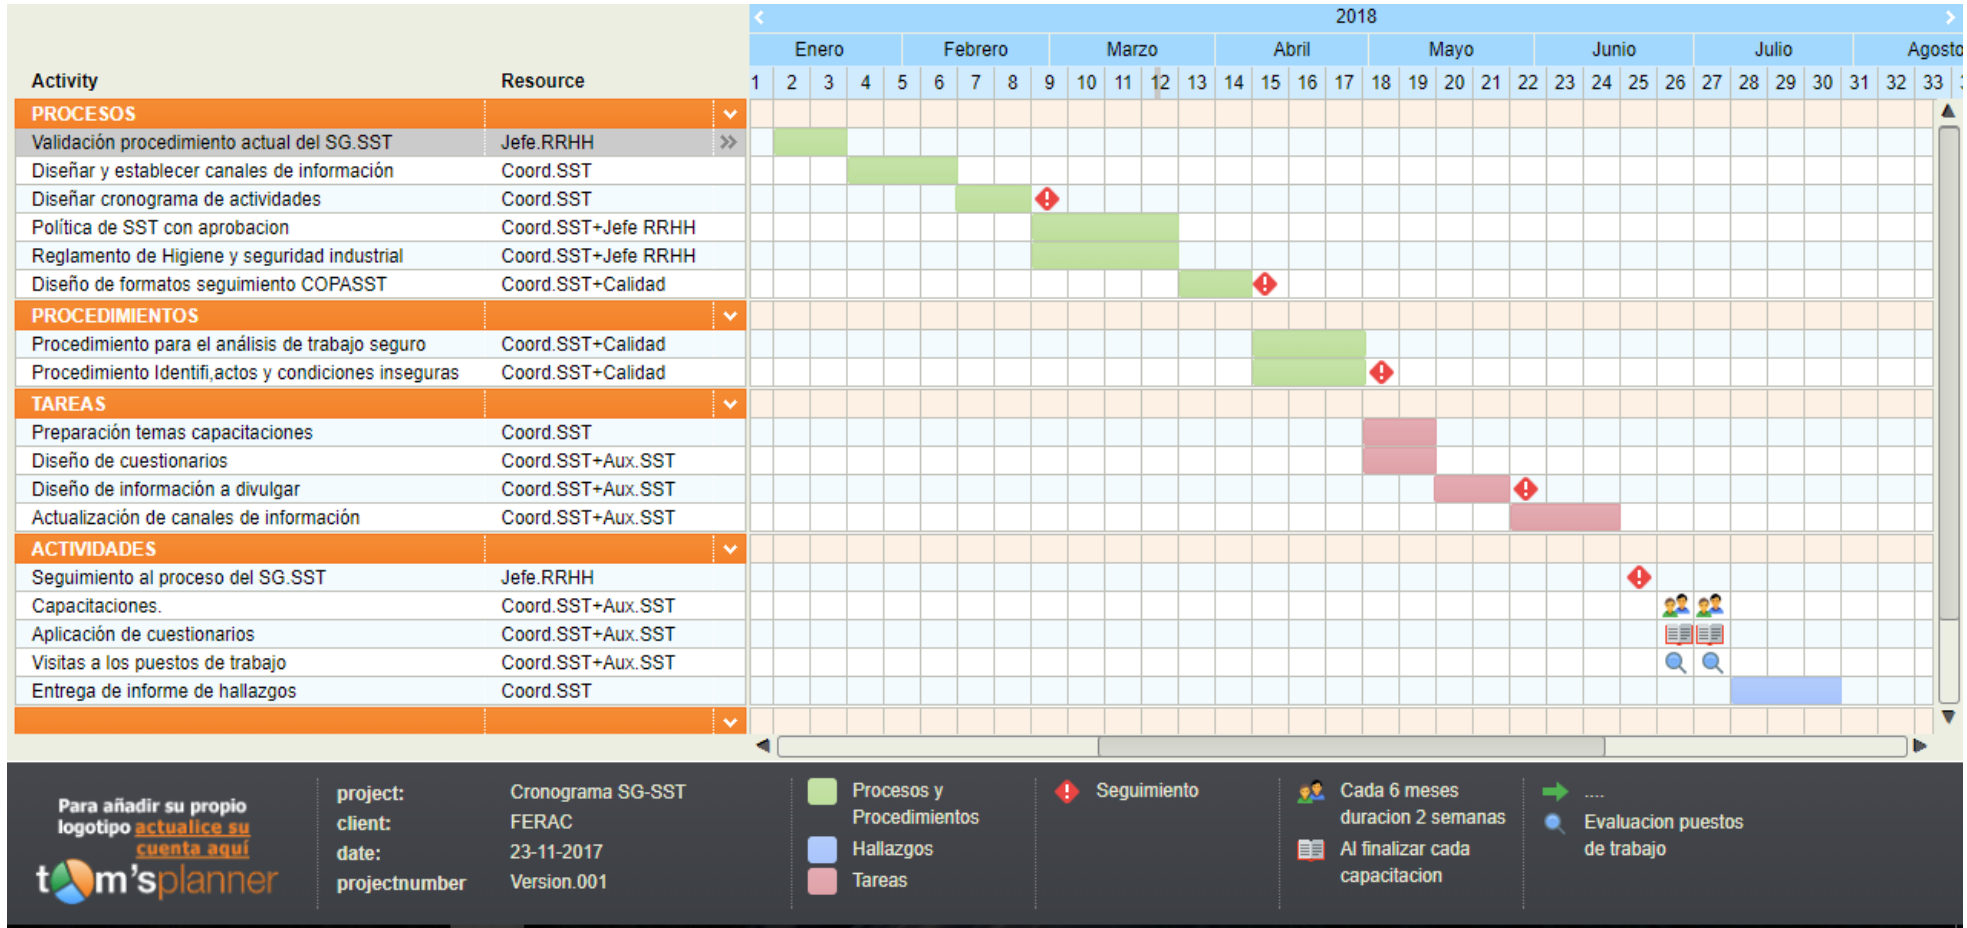 2018
Enero Febrero Marzo Abril Mayo Junio Julio Agosto
Activity Resource 1 2 3 4 5 6 7 8 9 10 11 12 13 14 15 16 17 18 19 20 21 22 23 24 25 26 27 28 29 30 31 32 33
PROCESOS
Validación procedimiento actual del SG.SST Jefe.RRHH
Diseñar y establecer canales de información Coord.SST
Diseñar cronograma de actividades Coord.SST
Política de SST con aprobacion Coord.SST+Jefe RRHH
Reglamento de Higiene y seguridad industrial Coord.SST+Jefe RRHH
Diseño de formatos seguimiento COPASST Coord.SST+Calidad
PROCEDIMIENTOS
Procedimiento para el análisis de trabajo seguro Coord.SST+Calidad
Procedimiento Identifi,actos y condiciones inseguras Coord.SST+Calidad
TAREAS
Preparación temas capacitaciones Coord.SST
Diseño de cuestionarios Coord.SST+Aux.SST
Diseño de información a divulgar Coord.SST+Aux.SST
Actualización de canales de información Coord.SST+Aux.SST
ACTIVIDADES
Seguimiento al proceso del SG.SST Jefe.RRHH
Capacitaciones. Coord.SST+Aux.SST
Aplicación de cuestionarios Coord.SST+Aux.SST
Visitas a los puestos de trabajo Coord.SST+Aux.SST
Entrega de informe de hallazgos Coord.SST
Para añadir su propio
logotipo actualice su
cuenta aquí
tom'splanner
project: Cronograma SG-SST
client: FERAC
date: 23-11-2017
projectnumber Version.001
Procesos y
Procedimientos
Hallazgos
Tareas
Seguimiento
Cada 6 meses
duracion 2 semanas
Al finalizar cada
capacitacion
....
Evaluacion puestos
de trabajo